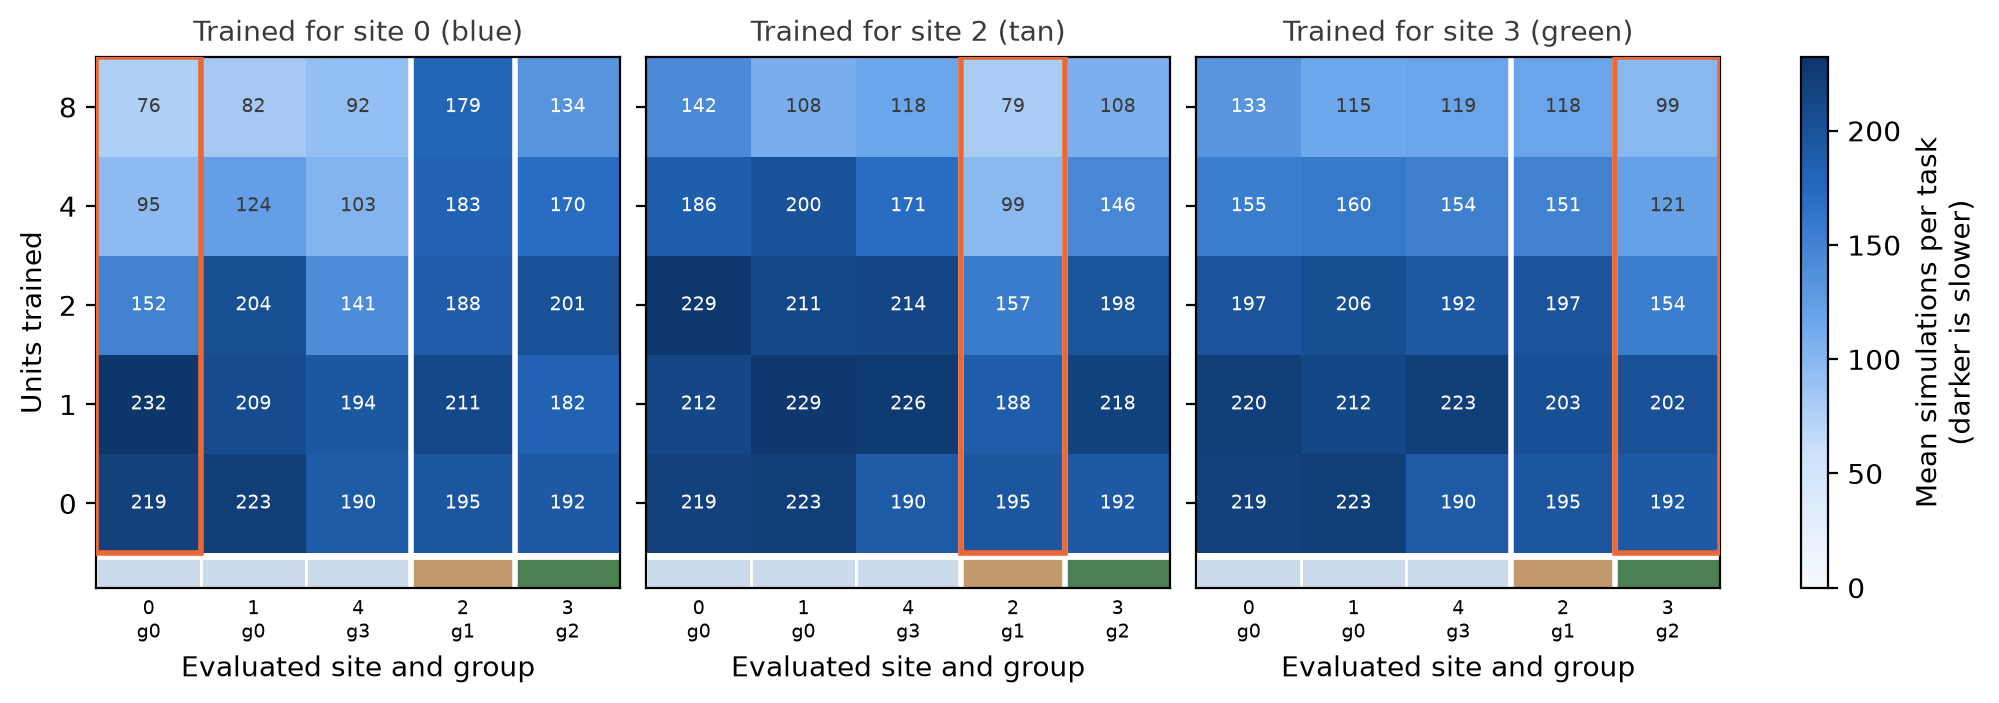 Trained for site 0 (blue)
Trained for site 2 (tan)
Trained for site 3 (green)
Units trained
8
76 82 92 179 134
142 108 118 79 108
133 115 119 118 99
4
95 124 103 183 170
186 200 171 99 146
155 160 154 151 121
2
152 204 141 188 201
229 211 214 157 198
197 206 192 197 154
1
232 209 194 211 182
212 229 226 188 218
220 212 223 203 202
0
219 223 190 195 192
219 223 190 195 192
219 223 190 195 192
0 1 4 2 3
g0 g0 g3 g1 g2
0 1 4 2 3
g0 g0 g3 g1 g2
0 1 4 2 3
g0 g0 g3 g1 g2
Evaluated site and group
Evaluated site and group
Evaluated site and group
200
150
100
50
0
Mean simulations per task
(darker is slower)